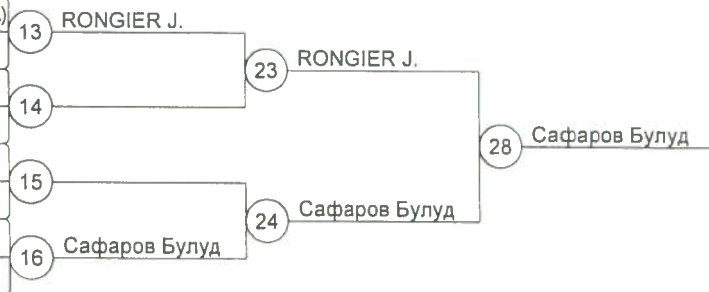 13 RONGIER J.
23 RONGIER J.
14
28 Сафаров Булуд
15
24 Сафаров Булуд
16 Сафаров Булуд